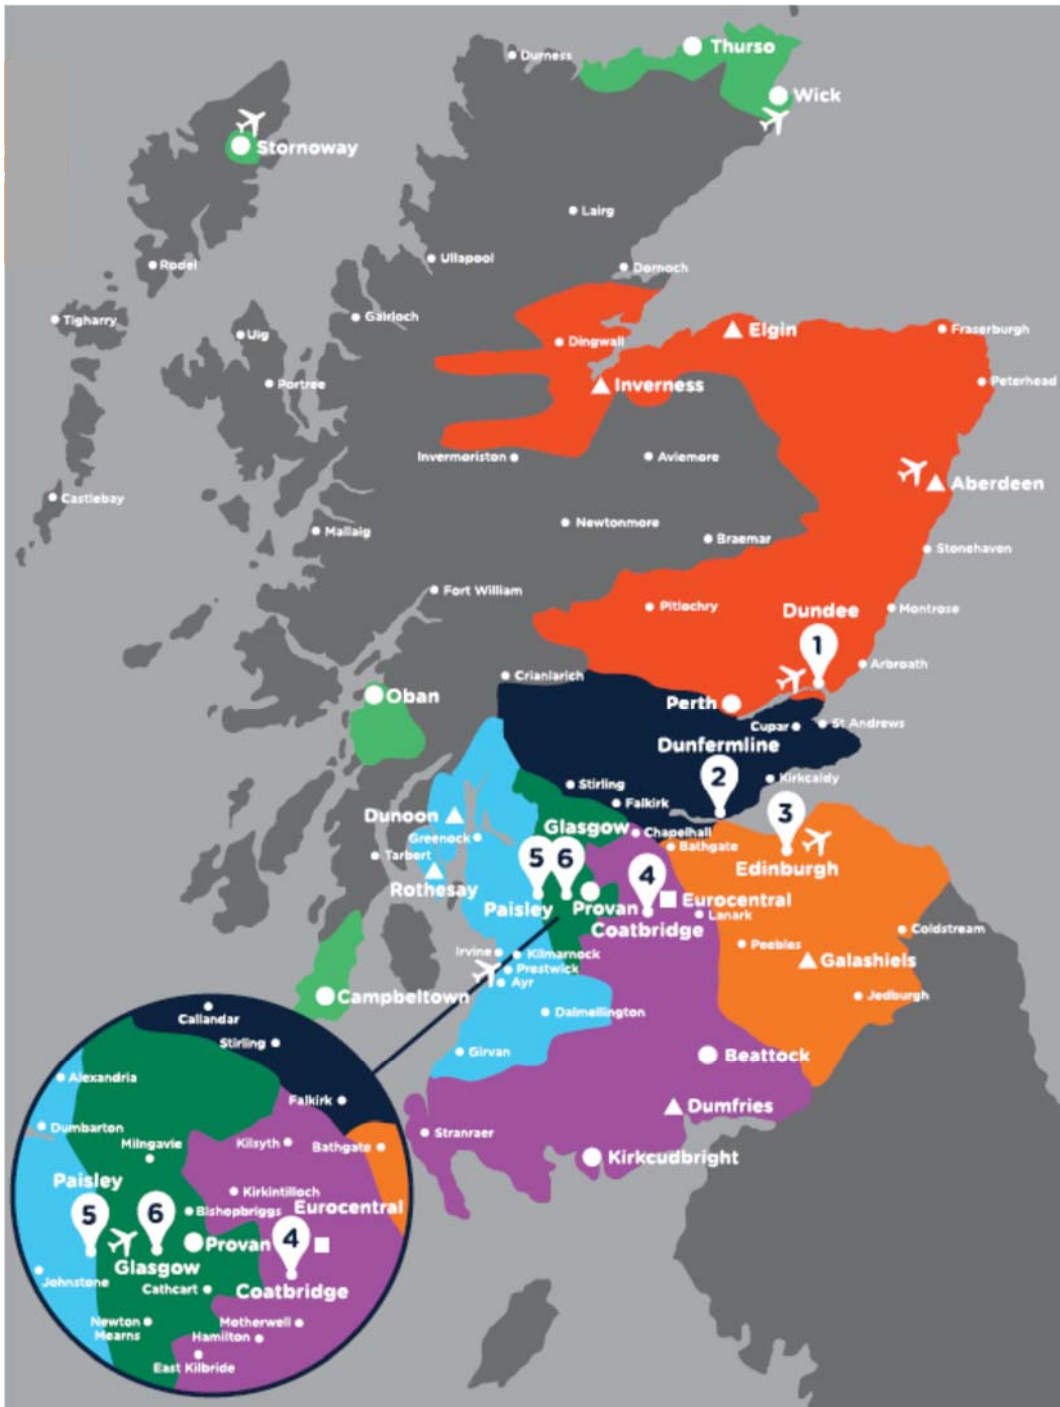 Durness
Thurso
Wick
Stornoway
Lairg
Ullapool
Rodel
Dornoch
Tigharry
Gairloch
Uig
Elgin
Fraserburgh
Dingwall
Portree
Inverness
Peterhead
Invermoriston
Aviemore
Aberdeen
Castlebay
Mallaig
Newtonmore
Braemar
Stonehaven
Fort William
Pitlochry
Dundee
Montrose
1
Arbroath
Crianlarich
Oban
Perth
Cupar
St Andrews
Dunfermline
2
Kirkcaldy
Stirling
Falkirk
3
Dunoon
Glasgow
Chapelhall
Greenock
Bathgate
Tarbert
5
6
Edinburgh
4
Rothesay
Paisley
Provan
Eurocentral
Lanark
Coatbridge
Coldstream
Peebles
Irvine
Kilmarnock
Galashiels
Prestwick
Ayr
Campbeltown
Jedburgh
Dalmellington
Girvan
Beattock
Dumfries
Stranraer
Kirkcudbright
Callandar
Stirling
Alexandria
Falkirk
Dumbarton
Milngavie
Kilsyth
Bathgate
Paisley
Kirkintilloch
5
6
Bishopbriggs
Eurocentral
Provan
4
Glasgow
Johnstone
Cathcart
Coatbridge
Newton
Mearns
Motherwell
Hamilton
East Kilbride